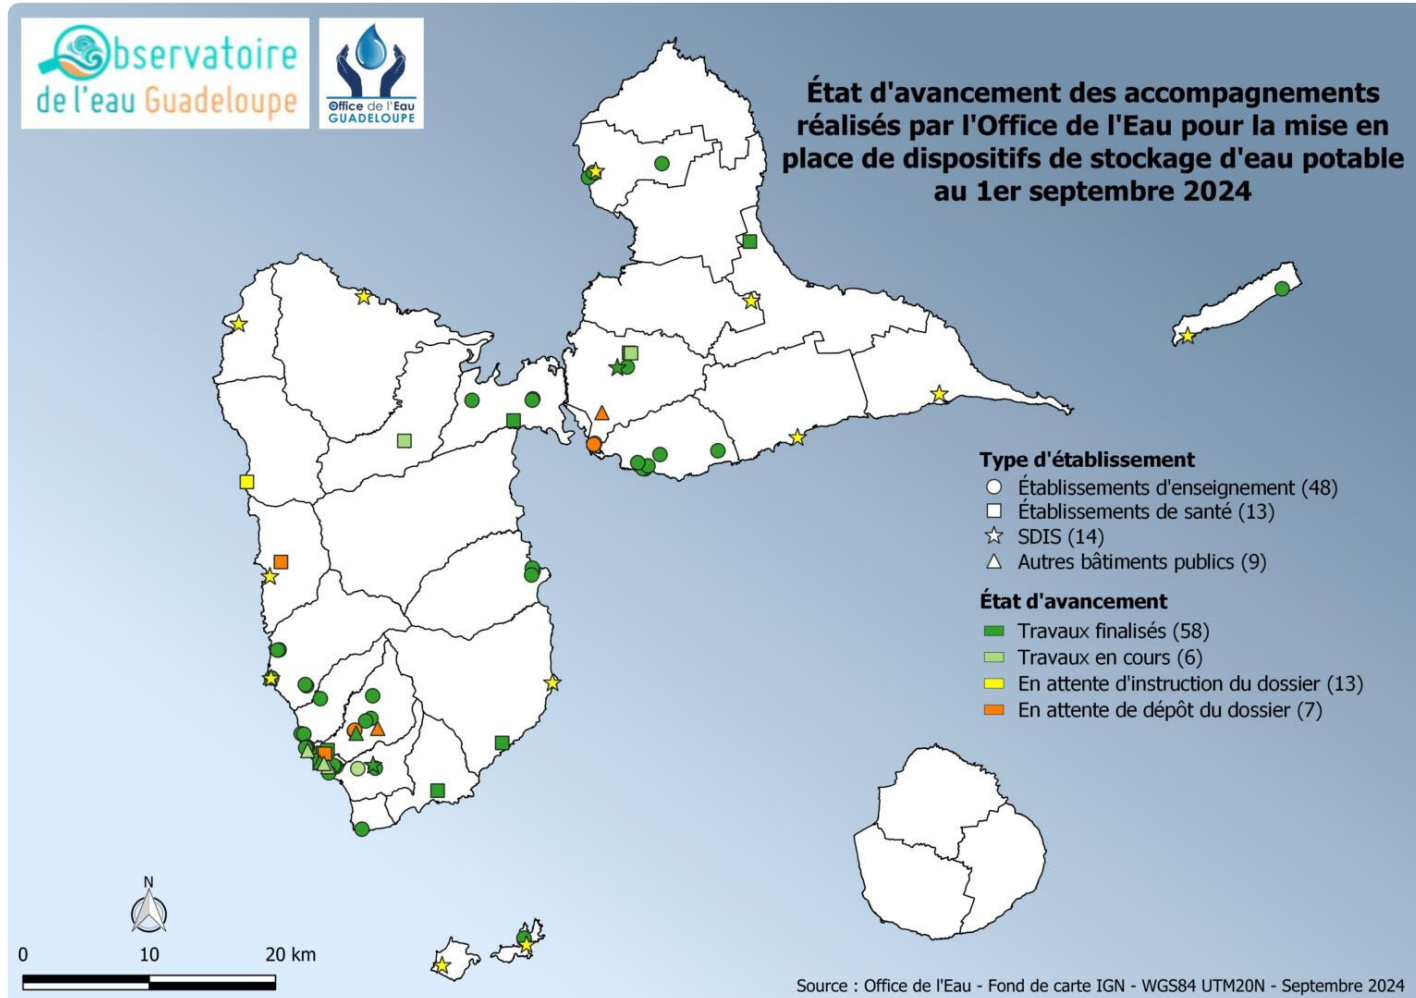 Observatoire
de l'eau Guadeloupe
Office de l'Eau
GUADELOUPE
État d'avancement des accompagnements
réalisés par l'Office de l'Eau pour la mise en
place de dispositifs de stockage d'eau potable
au 1er septembre 2024
Type d'établissement
Établissements d'enseignement (48)
Établissements de santé (13)
SDIS (14)
Autres bâtiments publics (9)
État d'avancement
Travaux finalisés (58)
Travaux en cours (6)
En attente d'instruction du dossier (13)
En attente de dépôt du dossier (7)
N
0 10 20 km
Source : Office de l'Eau - Fond de carte IGN - WGS84 UTM20N - Septembre 2024